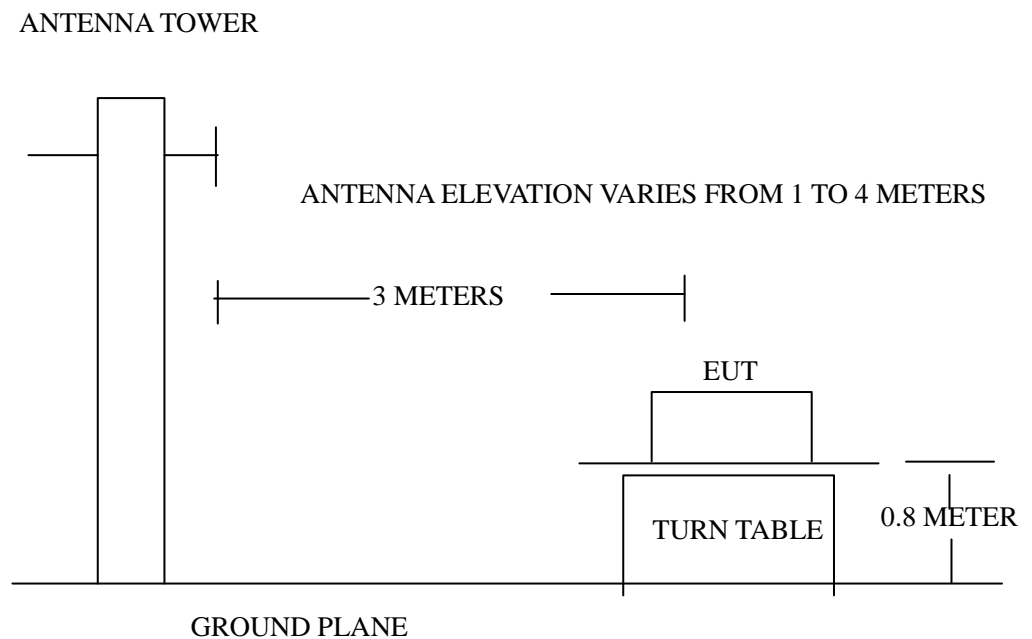 ANTENNA TOWER
ANTENNA ELEVATION VARIES FROM 1 TO 4 METERS
3 METERS
EUT
0.8 METER
TURN TABLE
GROUND PLANE